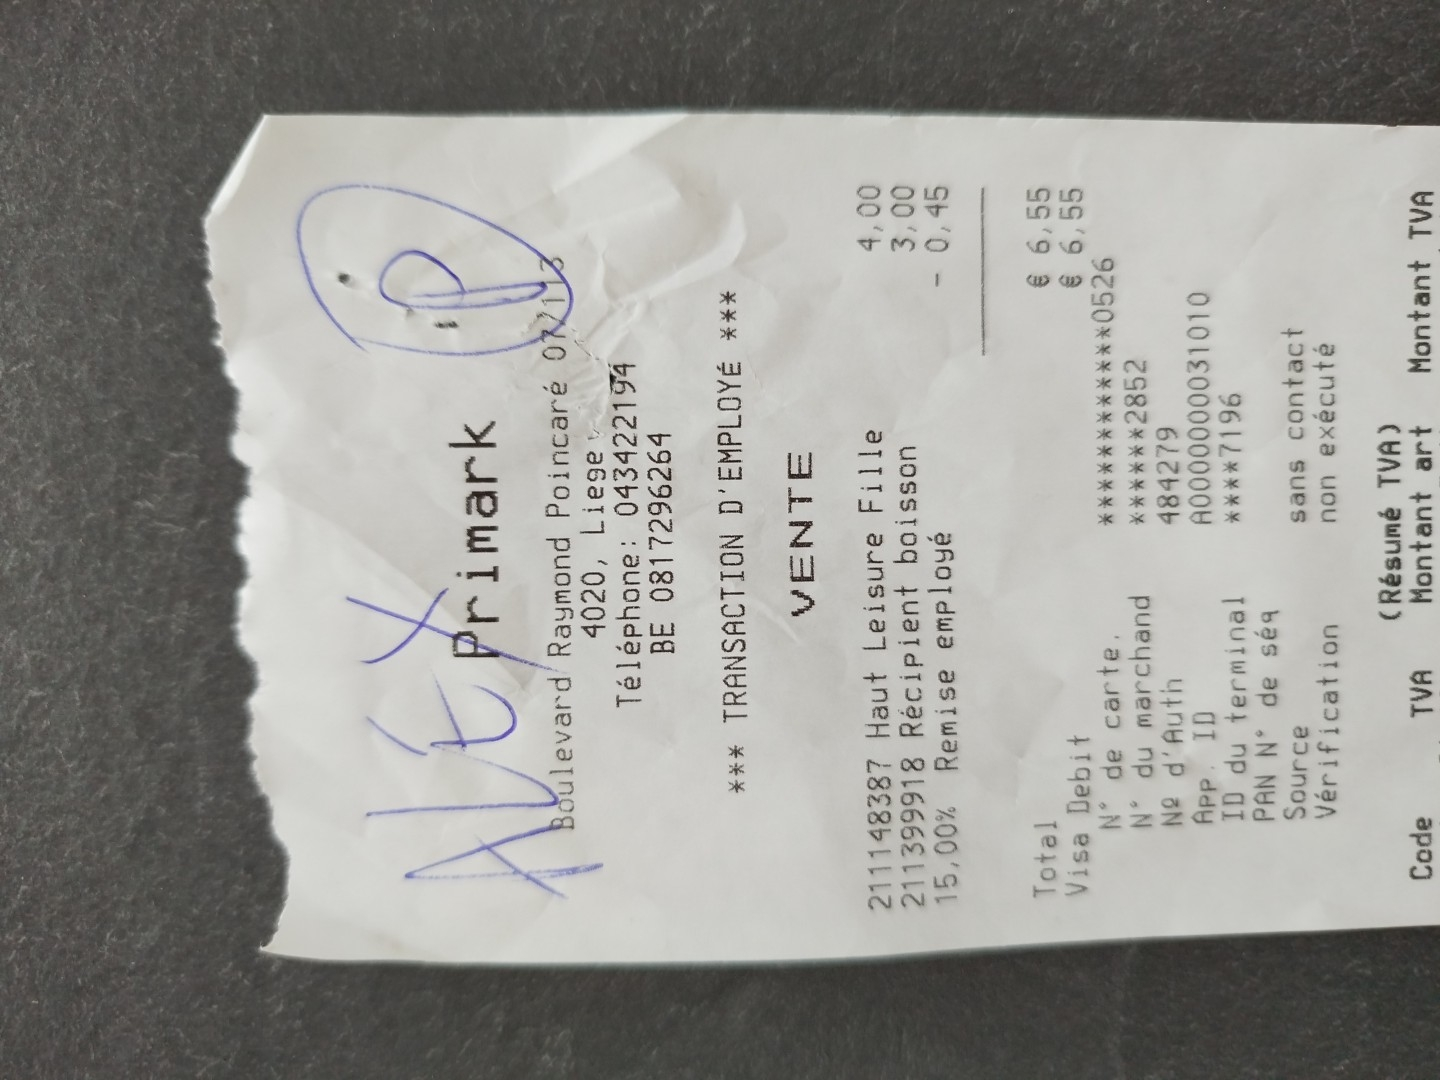 ALEX P
Primark
Boulevard Raymond Poincaré 07/113
4020, Liege
Téléphone: 043422194
BE 0817296264
*** TRANSACTION D'EMPLOYÉ ***
VENTE
211148387 Haut Leisure Fille 4,00
211399918 Récipient boisson 3,00
15,00% Remise employé - 0,45
Total € 6,55
Visa Debit € 6,55
N° de carte. ************0526
N° du marchand ******2852
Nº d'Auth 484279
App. ID A0000000031010
ID du terminal ****7196
PAN N° de séq
Source sans contact
Vérification non exécuté
(Résumé TVA)
Code TVA Montant art Montant TVA